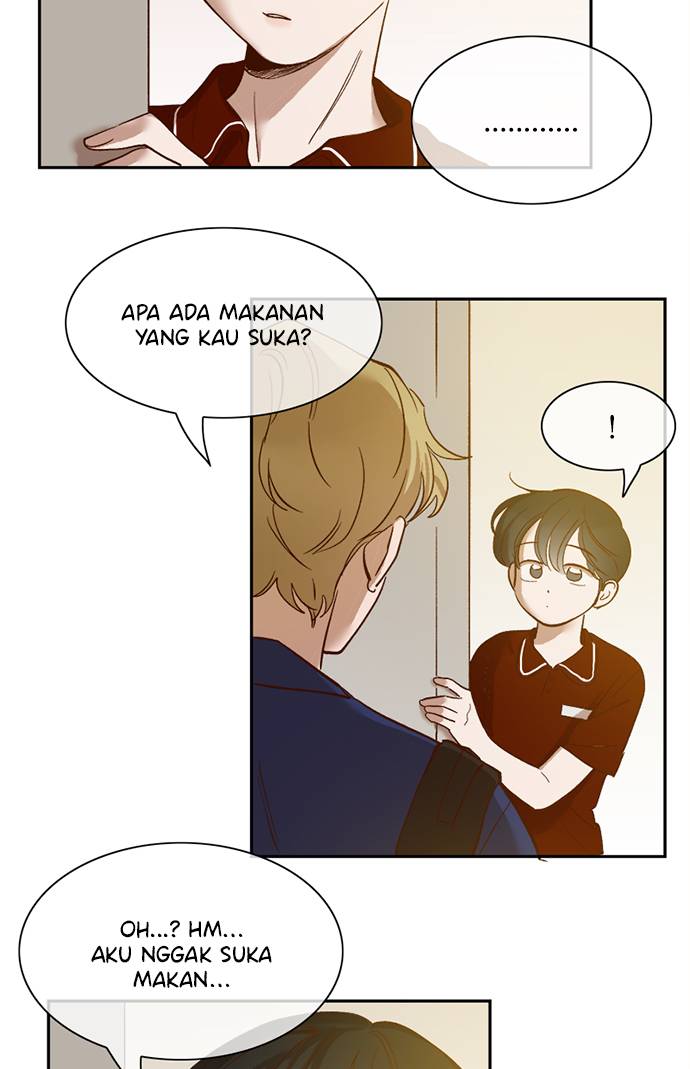 .............
APA ADA MAKANAN
YANG KAU SUKA?
!
OH...? HM...
AKU NGGAK SUKA
MAKAN...